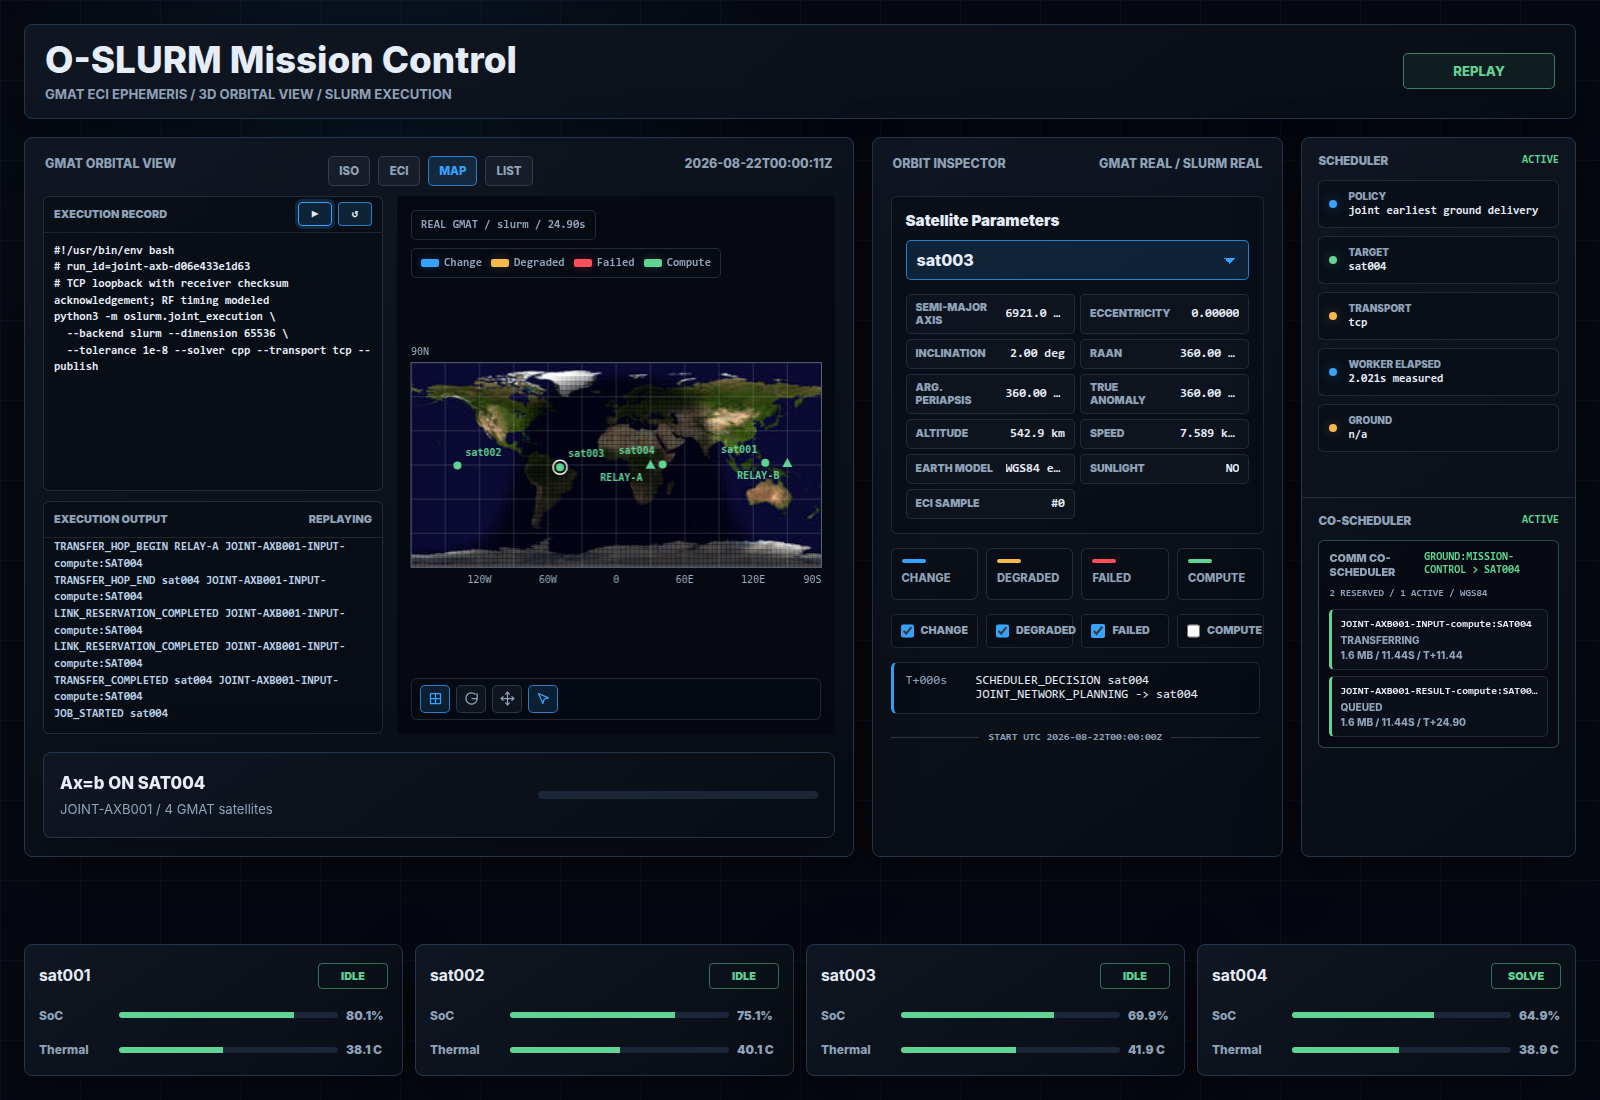 O-SLURM Mission Control
GMAT ECI EPHEMERIS / 3D ORBITAL VIEW / SLURM EXECUTION
REPLAY
GMAT ORBITAL VIEW
ISO
ECI
MAP
LIST
2026-08-22T00:00:11Z
EXECUTION RECORD
#!/usr/bin/env bash
# run_id=joint-axb-d06e433e1d63
# TCP loopback with receiver checksum
acknowledgement; RF timing modeled
python3 -m oslurm.joint_execution \
--backend slurm --dimension 65536 \
--tolerance 1e-8 --solver cpp --transport tcp --
publish
EXECUTION OUTPUT
REPLAYING
TRANSFER_HOP_BEGIN RELAY-A JOINT-AXB001-INPUT-
compute:SAT004
TRANSFER_HOP_END sat004 JOINT-AXB001-INPUT-
compute:SAT004
LINK_RESERVATION_COMPLETED JOINT-AXB001-INPUT-
compute:SAT004
LINK_RESERVATION_COMPLETED JOINT-AXB001-INPUT-
compute:SAT004
TRANSFER_COMPLETED sat004 JOINT-AXB001-INPUT-
compute:SAT004
JOB_STARTED sat004
REAL GMAT / slurm / 24.90s
Change
Degraded
Failed
Compute
90N
sat002
sat003
sat004
sat001
RELAY-A
RELAY-B
120W
60W
0
60E
120E
90S
Ax=b ON SAT004
JOINT-AXB001 / 4 GMAT satellites
ORBIT INSPECTOR
GMAT REAL / SLURM REAL
Satellite Parameters
sat003
SEMI-MAJOR AXIS
6921.0 …
ECCENTRICITY
0.00000
INCLINATION
2.00 deg
RAAN
360.00 …
ARG. PERIAPSIS
360.00 …
TRUE ANOMALY
360.00 …
ALTITUDE
542.9 km
SPEED
7.589 k…
EARTH MODEL
WGS84 e…
SUNLIGHT
NO
ECI SAMPLE
#0
CHANGE
DEGRADED
FAILED
COMPUTE
CHANGE
DEGRADED
FAILED
COMPUTE
T+000s
SCHEDULER_DECISION sat004
JOINT_NETWORK_PLANNING -> sat004
START UTC 2026-08-22T00:00:00Z
SCHEDULER
ACTIVE
POLICY
joint earliest ground delivery
TARGET
sat004
TRANSPORT
tcp
WORKER ELAPSED
2.021s measured
GROUND
n/a
CO-SCHEDULER
ACTIVE
COMM CO-
SCHEDULER
GROUND:MISSION-
CONTROL > SAT004
2 RESERVED / 1 ACTIVE / WGS84
JOINT-AXB001-INPUT-compute:SAT004
TRANSFERRING
1.6 MB / 11.44S / T+11.44
JOINT-AXB001-RESULT-compute:SAT00…
QUEUED
1.6 MB / 11.44S / T+24.90
sat001
IDLE
SoC
80.1%
Thermal
38.1 C
sat002
IDLE
SoC
75.1%
Thermal
40.1 C
sat003
IDLE
SoC
69.9%
Thermal
41.9 C
sat004
SOLVE
SoC
64.9%
Thermal
38.9 C